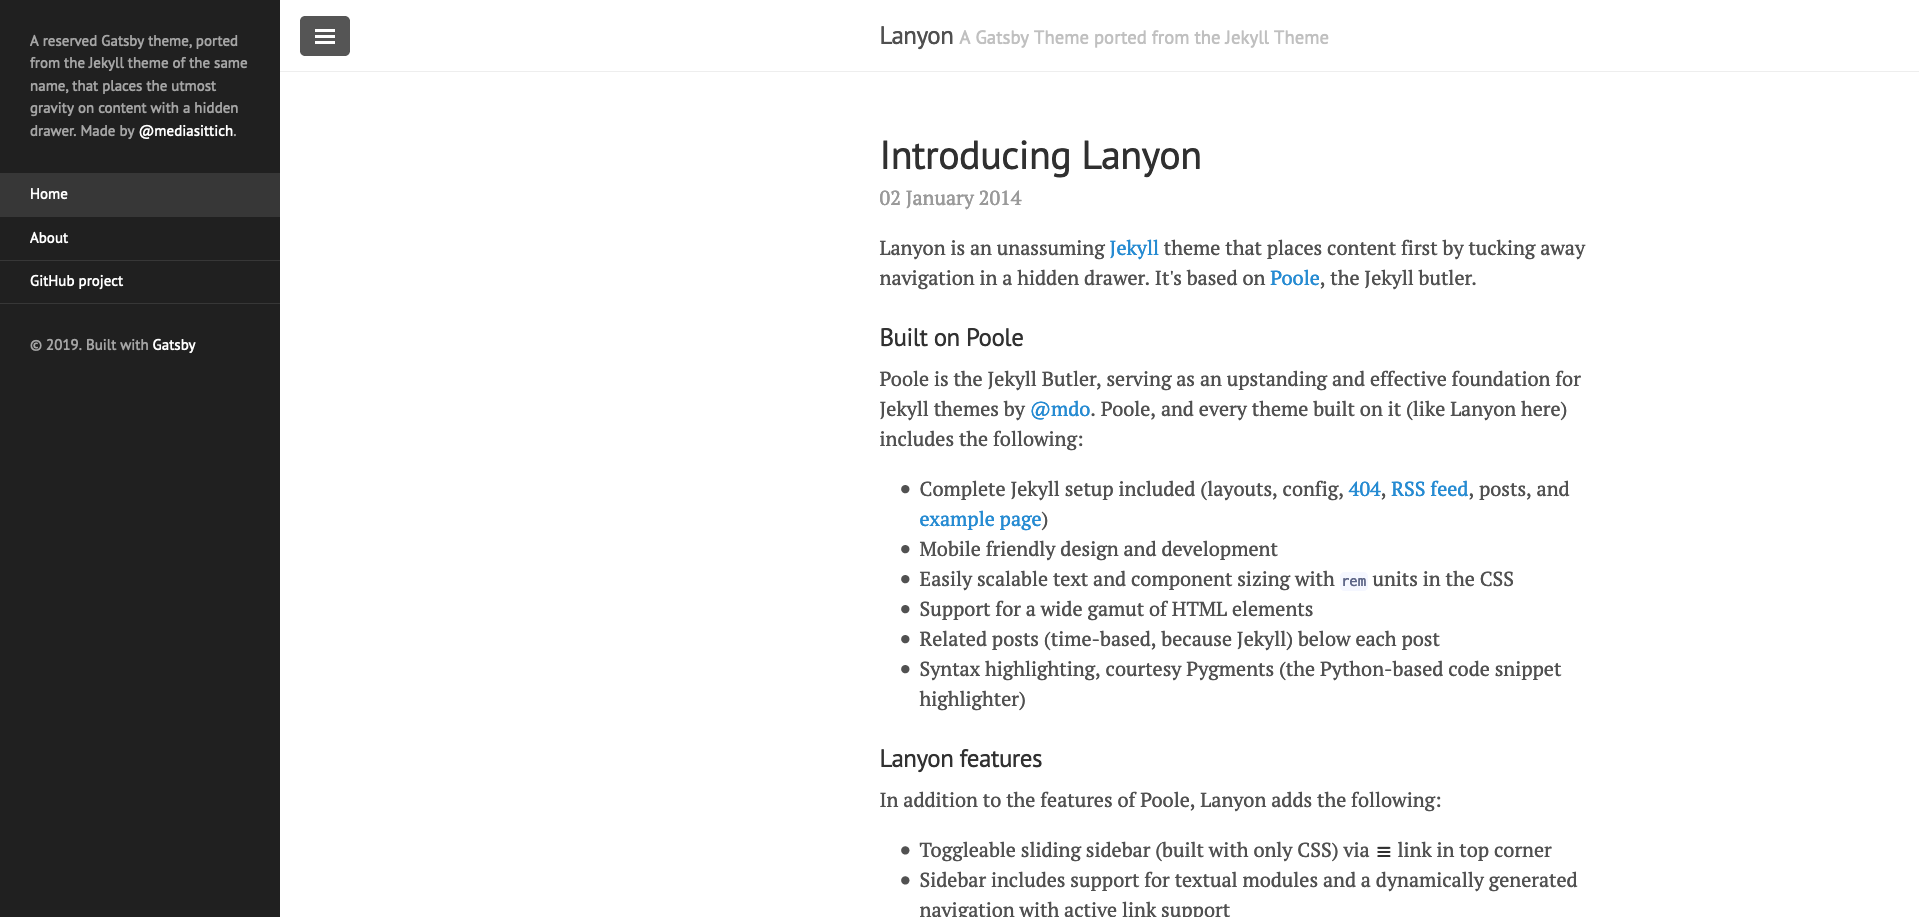 A reserved Gatsby theme, ported
from the Jekyll theme of the same
name, that places the utmost
gravity on content with a hidden
drawer. Made by @mediasittich.
Home
About
GitHub project
© 2019. Built with Gatsby
Lanyon A Gatsby Theme ported from the Jekyll Theme
Introducing Lanyon
02 January 2014
Lanyon is an unassuming Jekyll theme that places content first by tucking away
navigation in a hidden drawer. It's based on Poole, the Jekyll butler.
Built on Poole
Poole is the Jekyll Butler, serving as an upstanding and effective foundation for
Jekyll themes by @mdo. Poole, and every theme built on it (like Lanyon here)
includes the following:
• Complete Jekyll setup included (layouts, config, 404, RSS feed, posts, and
example page)
• Mobile friendly design and development
• Easily scalable text and component sizing with rem units in the CSS
• Support for a wide gamut of HTML elements
• Related posts (time-based, because Jekyll) below each post
• Syntax highlighting, courtesy Pygments (the Python-based code snippet
highlighter)
Lanyon features
In addition to the features of Poole, Lanyon adds the following:
• Toggleable sliding sidebar (built with only CSS) via ≡ link in top corner
• Sidebar includes support for textual modules and a dynamically generated
navigation with active link support